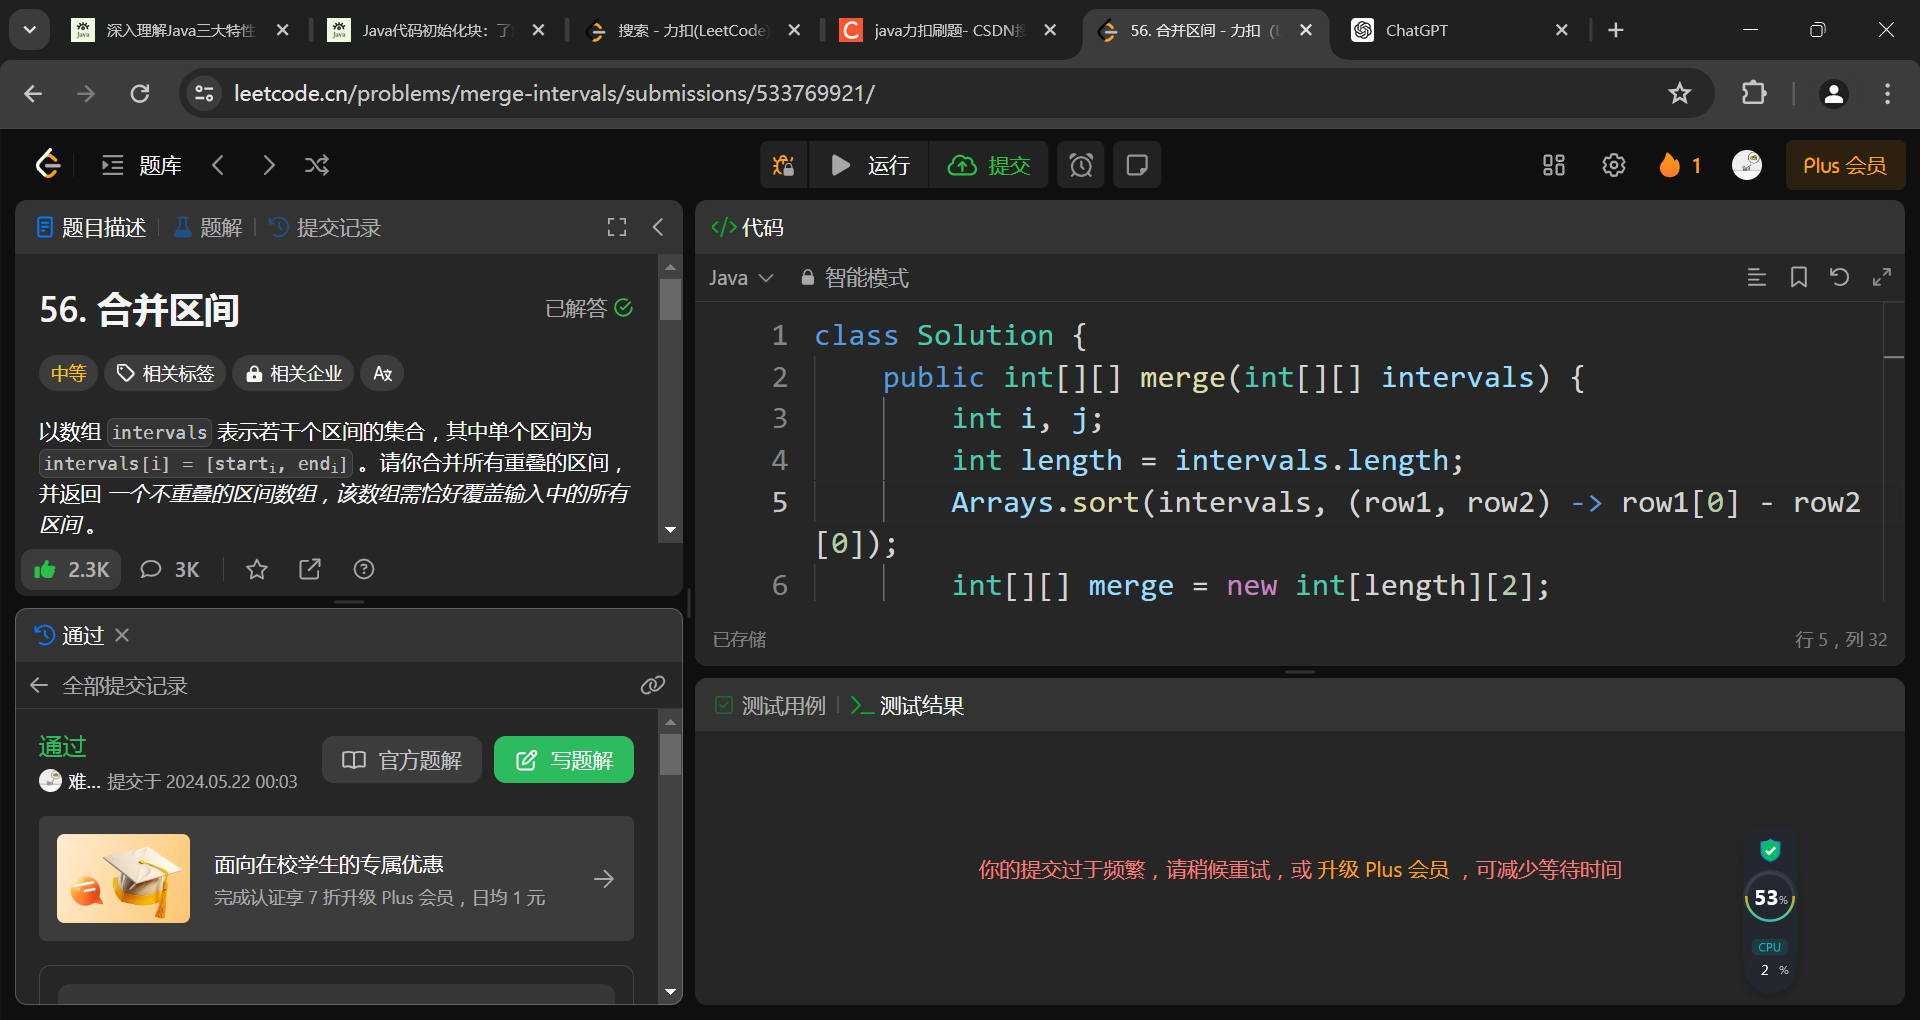 深入理解Java三大特性
Java代码初始化块：了
搜索 - 力扣(LeetCode)
java力扣刷题- CSDN搜
56. 合并区间 - 力扣（L
ChatGPT
leetcode.cn/problems/merge-intervals/submissions/533769921/
题库
运行
提交
1
Plus 会员
题目描述
题解
提交记录
56. 合并区间
已解答
中等
相关标签
相关企业
以数组 intervals 表示若干个区间的集合，其中单个区间为
intervals[i] = [starti, endi] 。请你合并所有重叠的区间，
并返回 一个不重叠的区间数组，该数组需恰好覆盖输入中的所有
区间 。
2.3K
3K
通过
全部提交记录
通过
官方题解
写题解
难... 提交于 2024.05.22 00:03
面向在校学生的专属优惠
完成认证享 7 折升级 Plus 会员，日均 1 元
代码
Java
智能模式
1 class Solution {
2 public int[][] merge(int[][] intervals) {
3 int i, j;
4 int length = intervals.length;
5 Arrays.sort(intervals, (row1, row2) -> row1[0] - row2
[0]);
6 int[][] merge = new int[length][2];
已存储
行 5，列 32
测试用例
测试结果
你的提交过于频繁，请稍候重试，或 升级 Plus 会员 ，可减少等待时间
53%
CPU
2 %